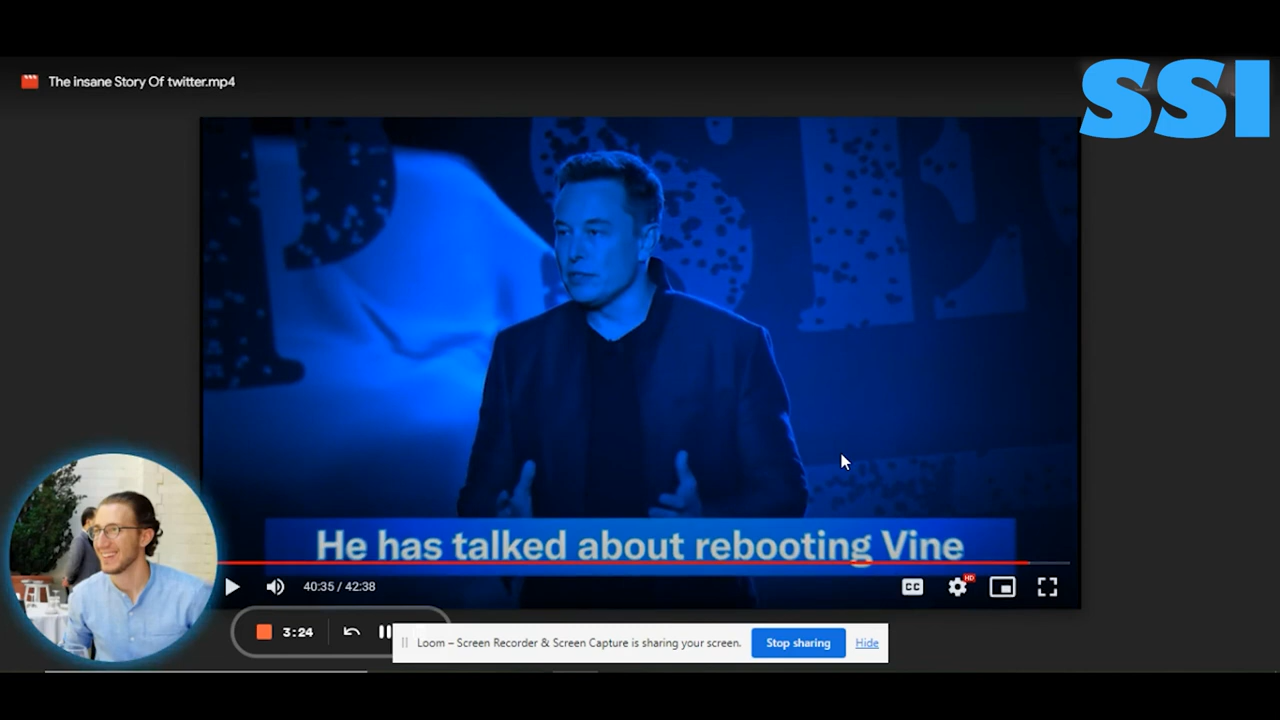 The insane Story Of twitter.mp4
SSI
He has talked about rebooting Vine
40:35 / 42:38
CC
HD
3:24
Loom – Screen Recorder & Screen Capture is sharing your screen.
Stop sharing
Hide